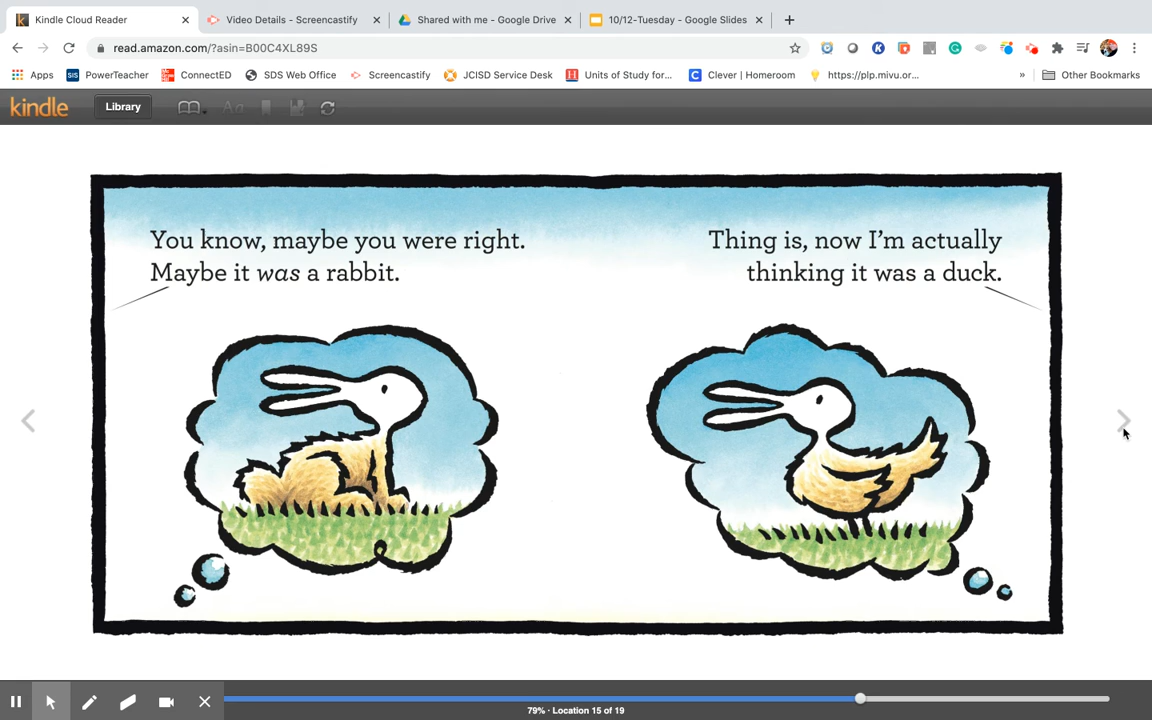 Kindle Cloud Reader
Video Details - Screencastify
Shared with me - Google Drive
10/12-Tuesday - Google Slides
read.amazon.com/?asin=B00C4XL89S
Apps
SIS PowerTeacher
ConnectED
SDS Web Office
Screencastify
JCISD Service Desk
Units of Study for...
Clever | Homeroom
https://plp.mivu.or...
»
Other Bookmarks
kindle
Library
Aa
You know, maybe you were right.
Maybe it was a rabbit.
Thing is, now I'm actually
thinking it was a duck.
79% · Location 15 of 19